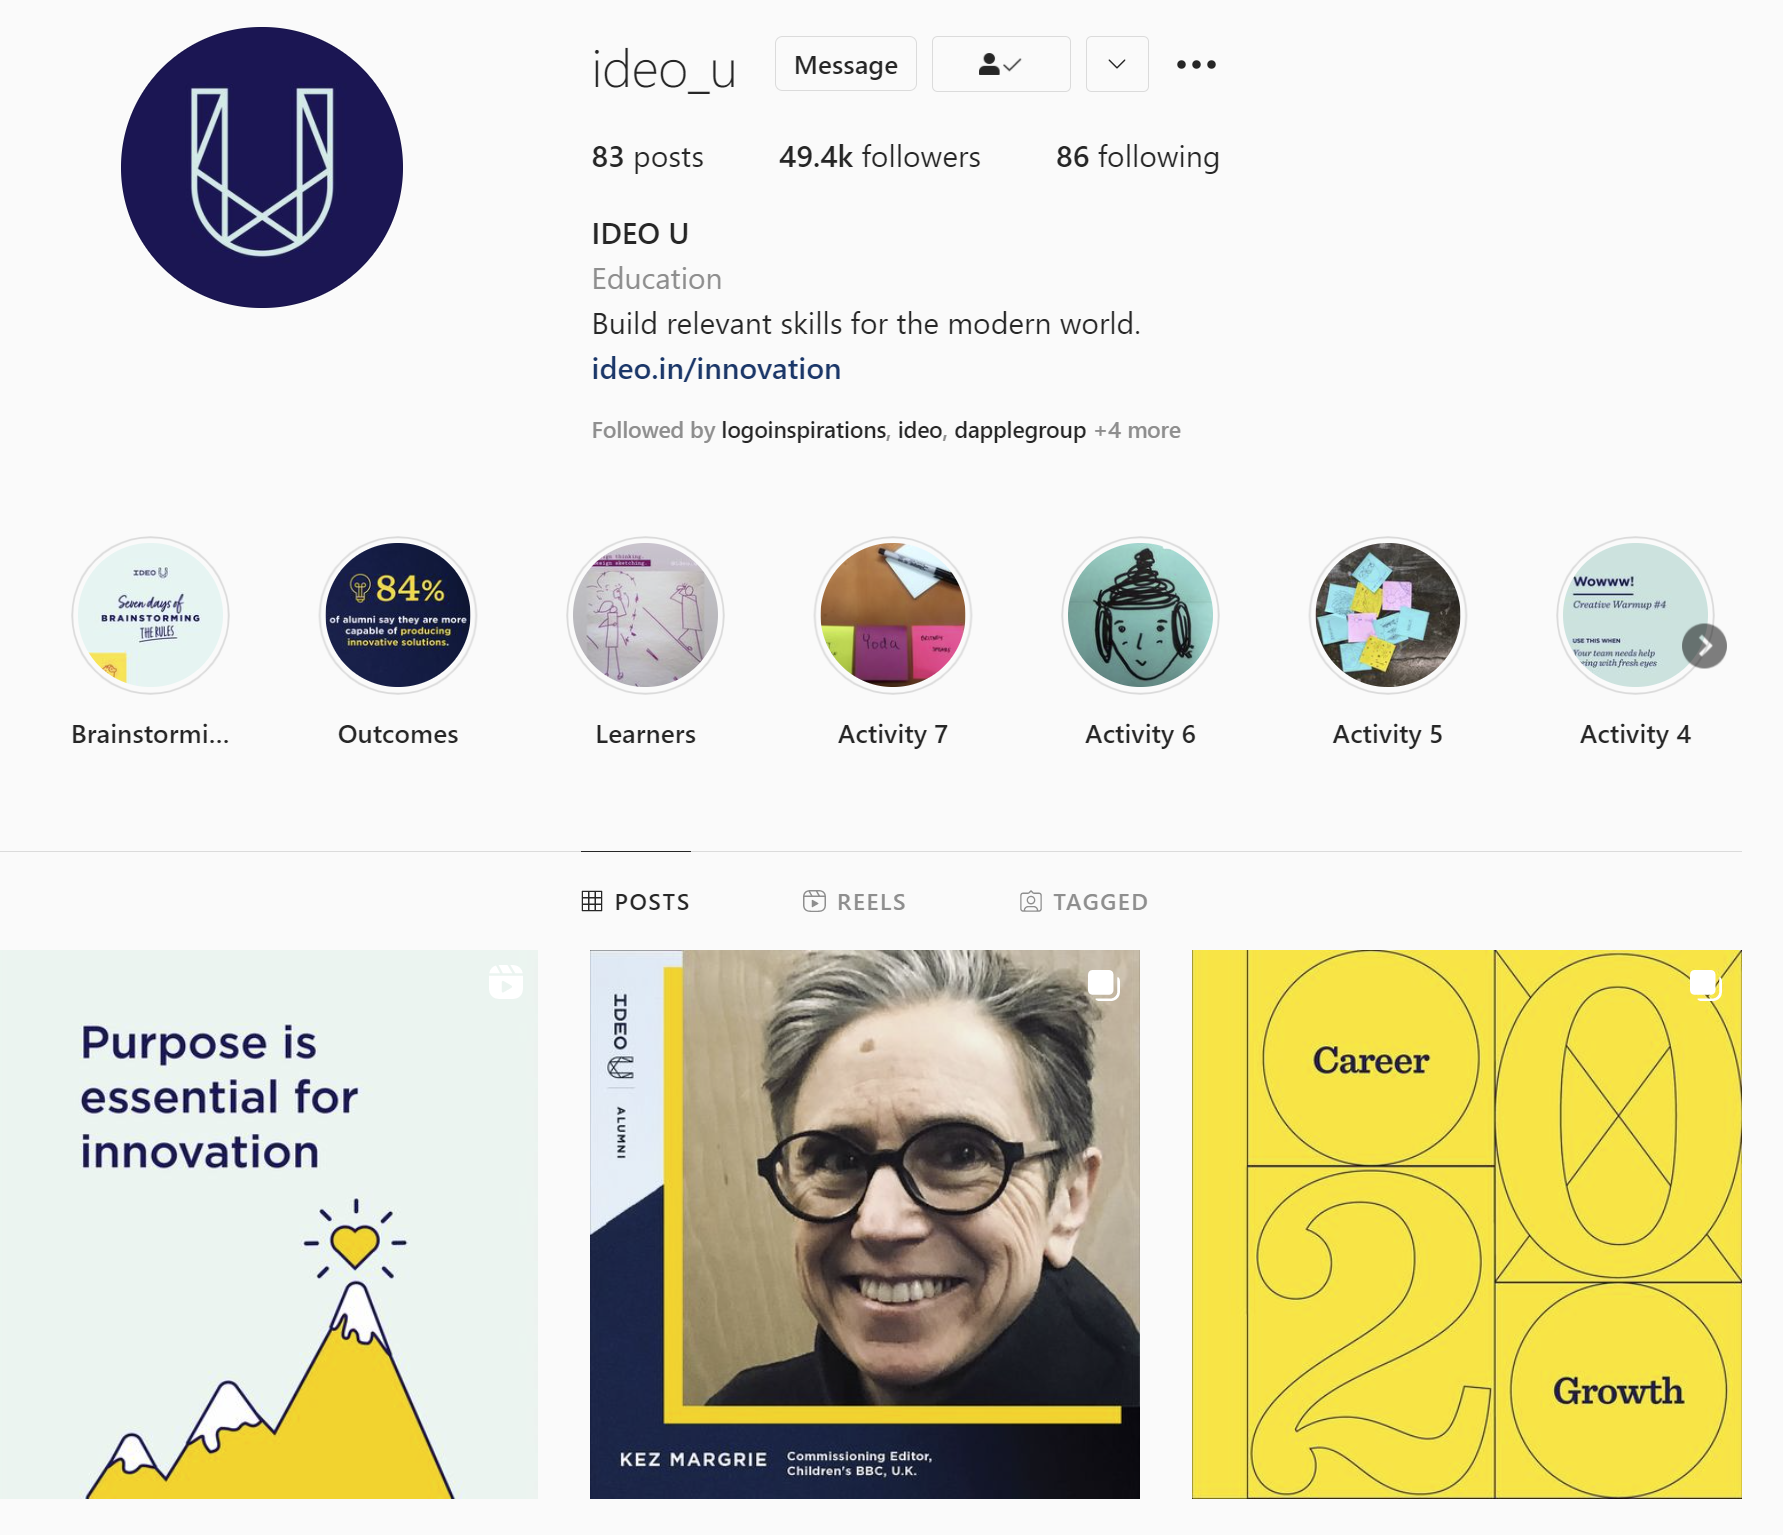 ideo_u
Message
83 posts
49.4k followers
86 following
IDEO U
Education
Build relevant skills for the modern world.
ideo.in/innovation
Followed by logoinspirations, ideo, dapplegroup +4 more
IDEO U
Seven days of
BRAINSTORMING
THE RULES
84%
of alumni say they are more
capable of producing
innovative solutions.
thinking
sketching.
Yoda
Wowww!
Creative Warmup #4
USE THIS WHEN
Your team needs help
with fresh eyes
Brainstormi...
Outcomes
Learners
Activity 7
Activity 6
Activity 5
Activity 4
POSTS
REELS
TAGGED
Purpose is
essential for
innovation
IDEO U
ALUMNI
KEZ MARGRIE
Commissioning Editor,
Children's BBC, U.K.
Career
0
2
Growth